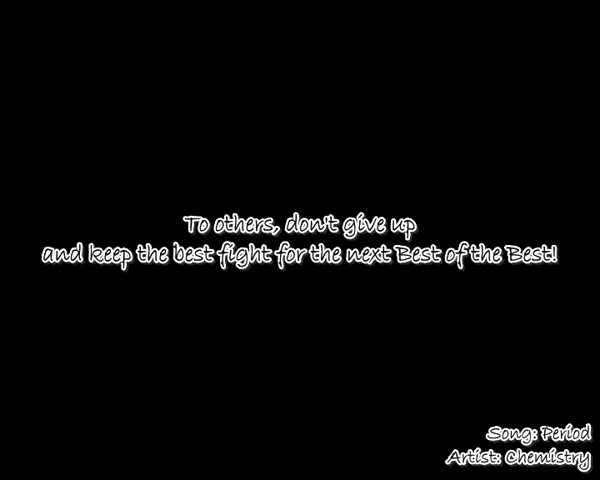 To others, don't give up
and keep the best fight for the next Best of the Best!
Song: Period
Artist: Chemistry